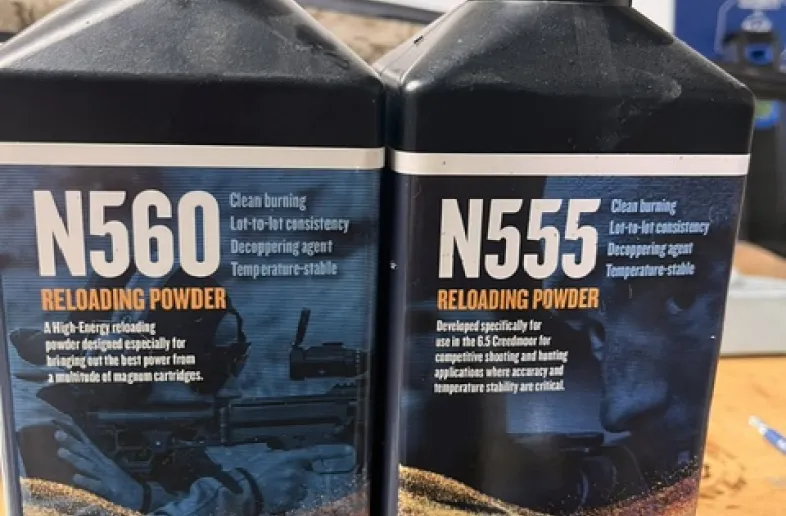 N560
Clean burning
Lot-to-lot consistency
Decoppering agent
Temperature-stable
RELOADING POWDER
A High-Energy reloading
powder designed especially for
bringing out the best power from
a multitude of magnum cartridges.
N555
Clean burning
Lot-to-lot consistency
Decoppering agent
Temperature-stable
RELOADING POWDER
Developed specifically for
use in the 6.5 Creedmoor for
competitive shooting and hunting
applications where accuracy and
temperature stability are critical.